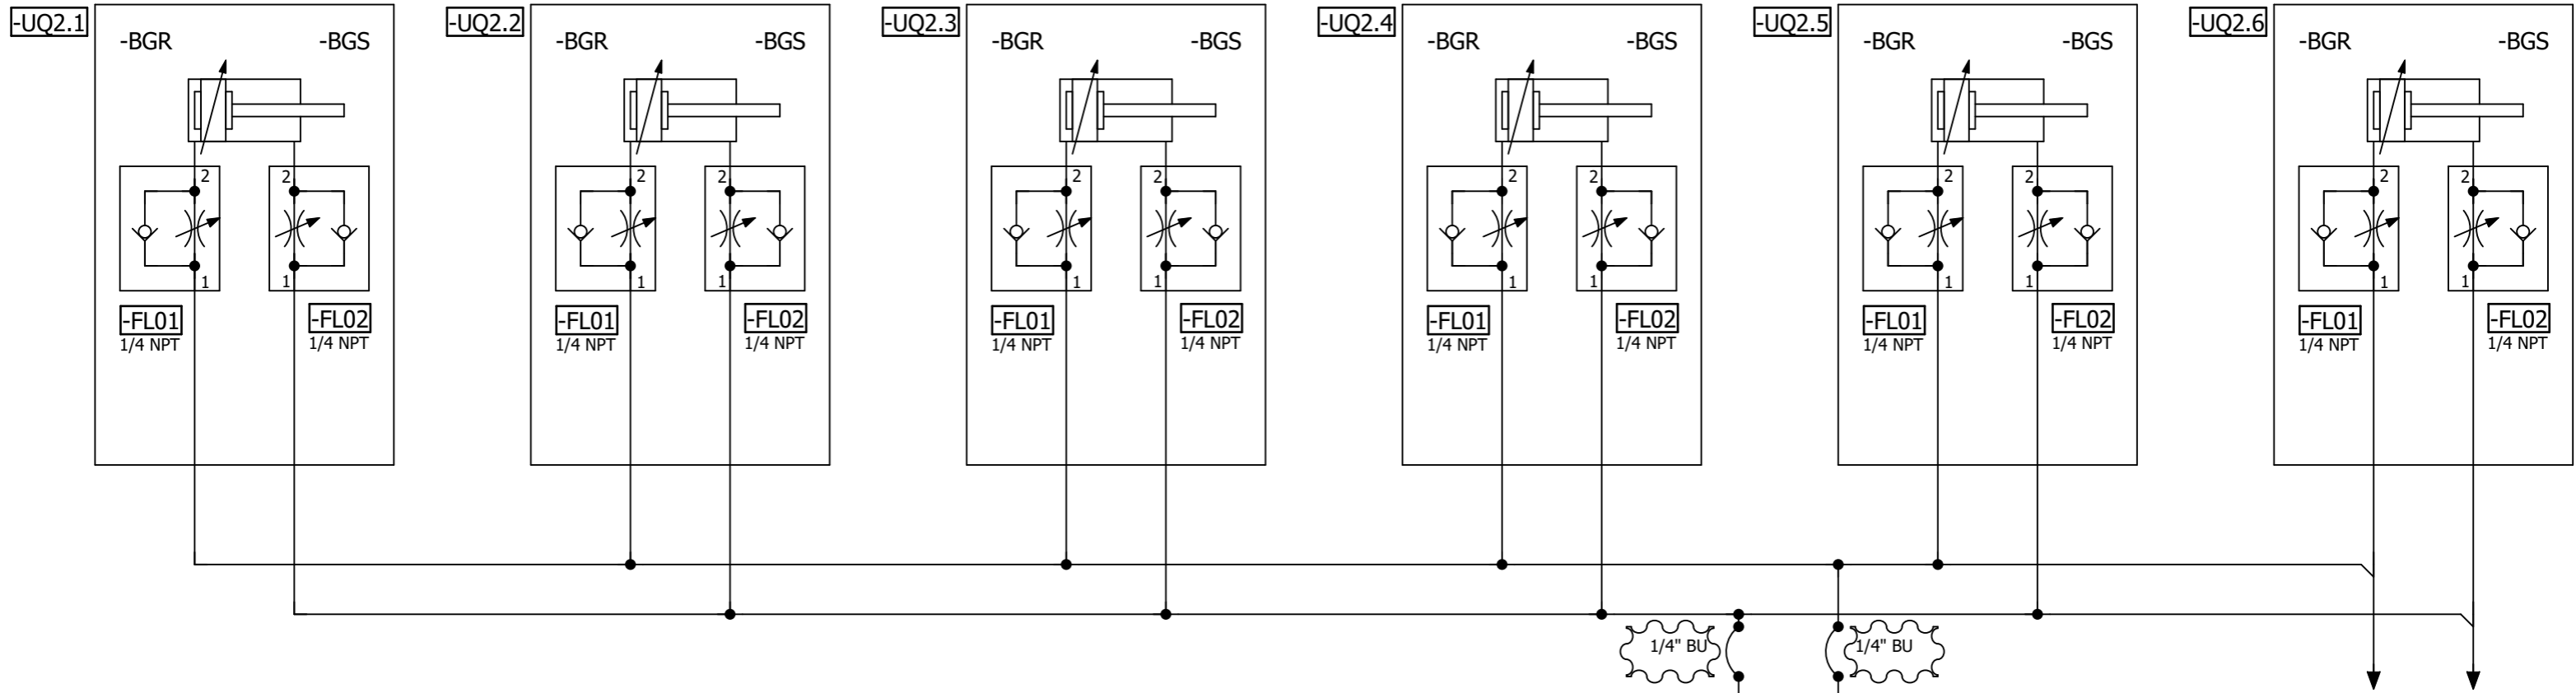 -UQ2.1
-BGR
-BGS
2
2
1
1
-FL01
1/4 NPT
-FL02
1/4 NPT
-UQ2.2
-BGR
-BGS
2
2
1
1
-FL01
1/4 NPT
-FL02
1/4 NPT
-UQ2.3
-BGR
-BGS
2
2
1
1
-FL01
1/4 NPT
-FL02
1/4 NPT
-UQ2.4
-BGR
-BGS
2
2
1
1
-FL01
1/4 NPT
-FL02
1/4 NPT
-UQ2.5
-BGR
-BGS
2
2
1
1
-FL01
1/4 NPT
-FL02
1/4 NPT
-UQ2.6
-BGR
-BGS
2
2
1
1
-FL01
1/4 NPT
-FL02
1/4 NPT
1/4" BU
1/4" BU